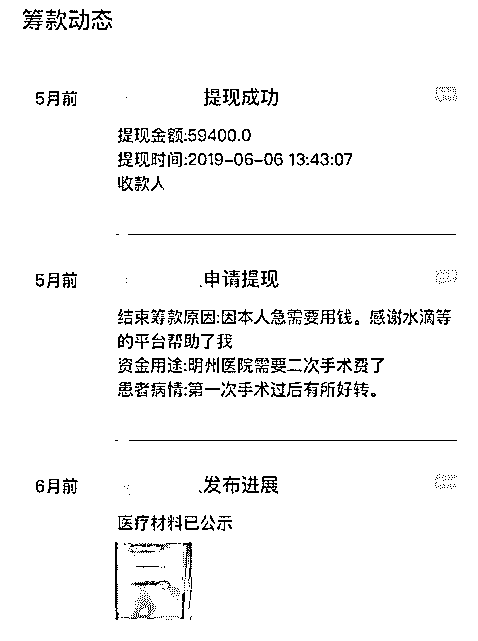 筹款动态
5月前
提现成功
提现金额:59400.0
提现时间:2019-06-06 13:43:07
收款人
5月前
申请提现
结束筹款原因:因本人急需要用钱。感谢水滴等
的平台帮助了我
资金用途:明州医院需要二次手术费了
患者病情:第一次手术过后有所好转。
6月前
发布进展
医疗材料已公示